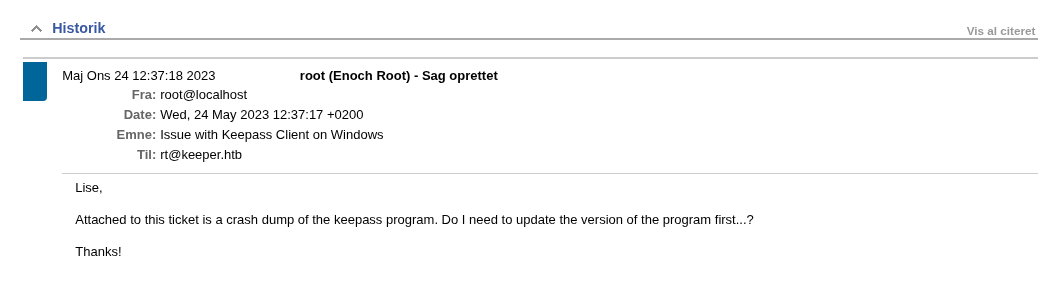 Historik
Vis al citeret
Maj Ons 24 12:37:18 2023 root (Enoch Root) - Sag oprettet
Fra: root@localhost
Date: Wed, 24 May 2023 12:37:17 +0200
Emne: Issue with Keepass Client on Windows
Til: rt@keeper.htb
Lise,
Attached to this ticket is a crash dump of the keepass program. Do I need to update the version of the program first...?
Thanks!